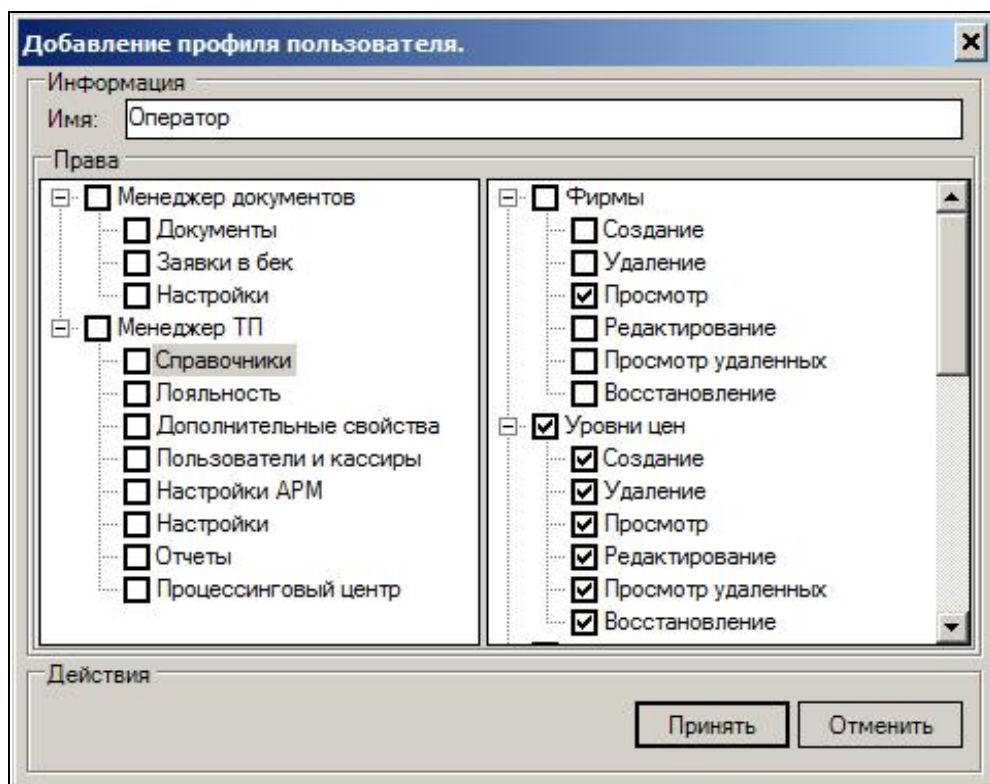 Добавление профиля пользователя.
Информация
Имя: Оператор
Права
Менеджер документов
Документы
Заявки в бек
Настройки
Менеджер ТП
Справочники
Лояльность
Дополнительные свойства
Пользователи и кассиры
Настройки АРМ
Настройки
Отчеты
Процессинговый центр
Фирмы
Создание
Удаление
Просмотр
Редактирование
Просмотр удаленных
Восстановление
Уровни цен
Создание
Удаление
Просмотр
Редактирование
Просмотр удаленных
Восстановление
Действия
Принять
Отменить